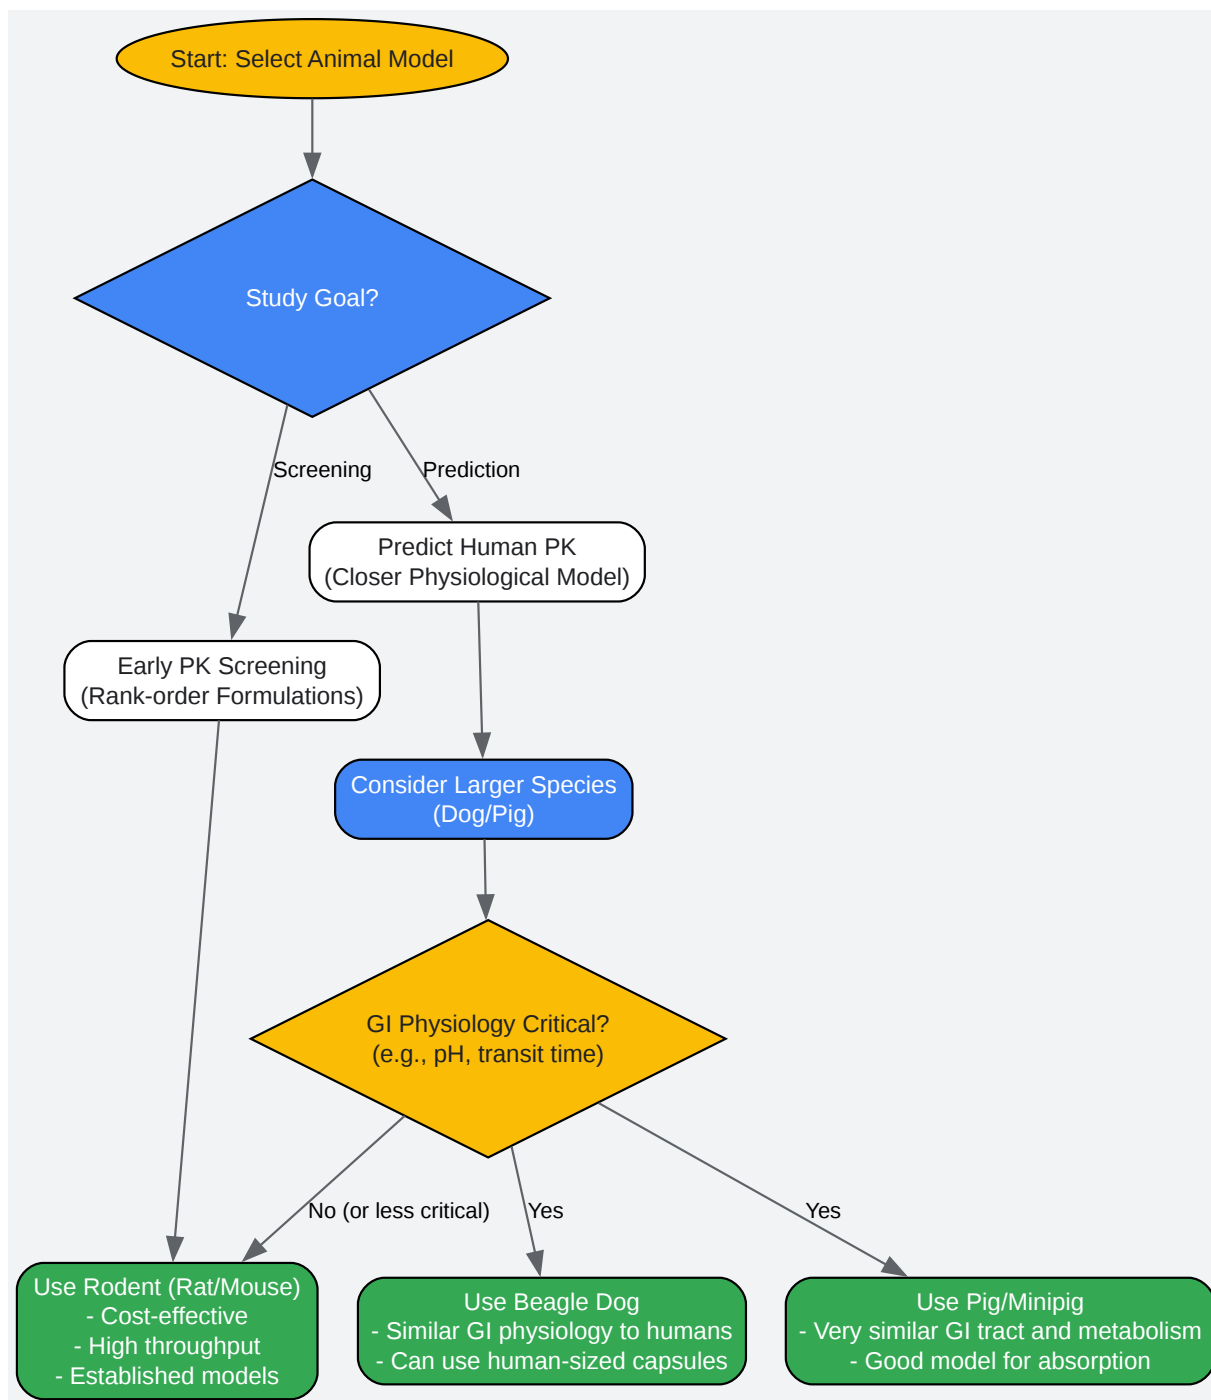 Start: Select Animal Model
Study Goal?
Screening
Prediction
Predict Human PK
(Closer Physiological Model)
Early PK Screening
(Rank-order Formulations)
Consider Larger Species
(Dog/Pig)
GI Physiology Critical?
(e.g., pH, transit time)
No (or less critical)
Yes
Yes
Use Rodent (Rat/Mouse)
- Cost-effective
- High throughput
- Established models
Use Beagle Dog
- Similar GI physiology to humans
- Can use human-sized capsules
Use Pig/Minipig
- Very similar GI tract and metabolism
- Good model for absorption